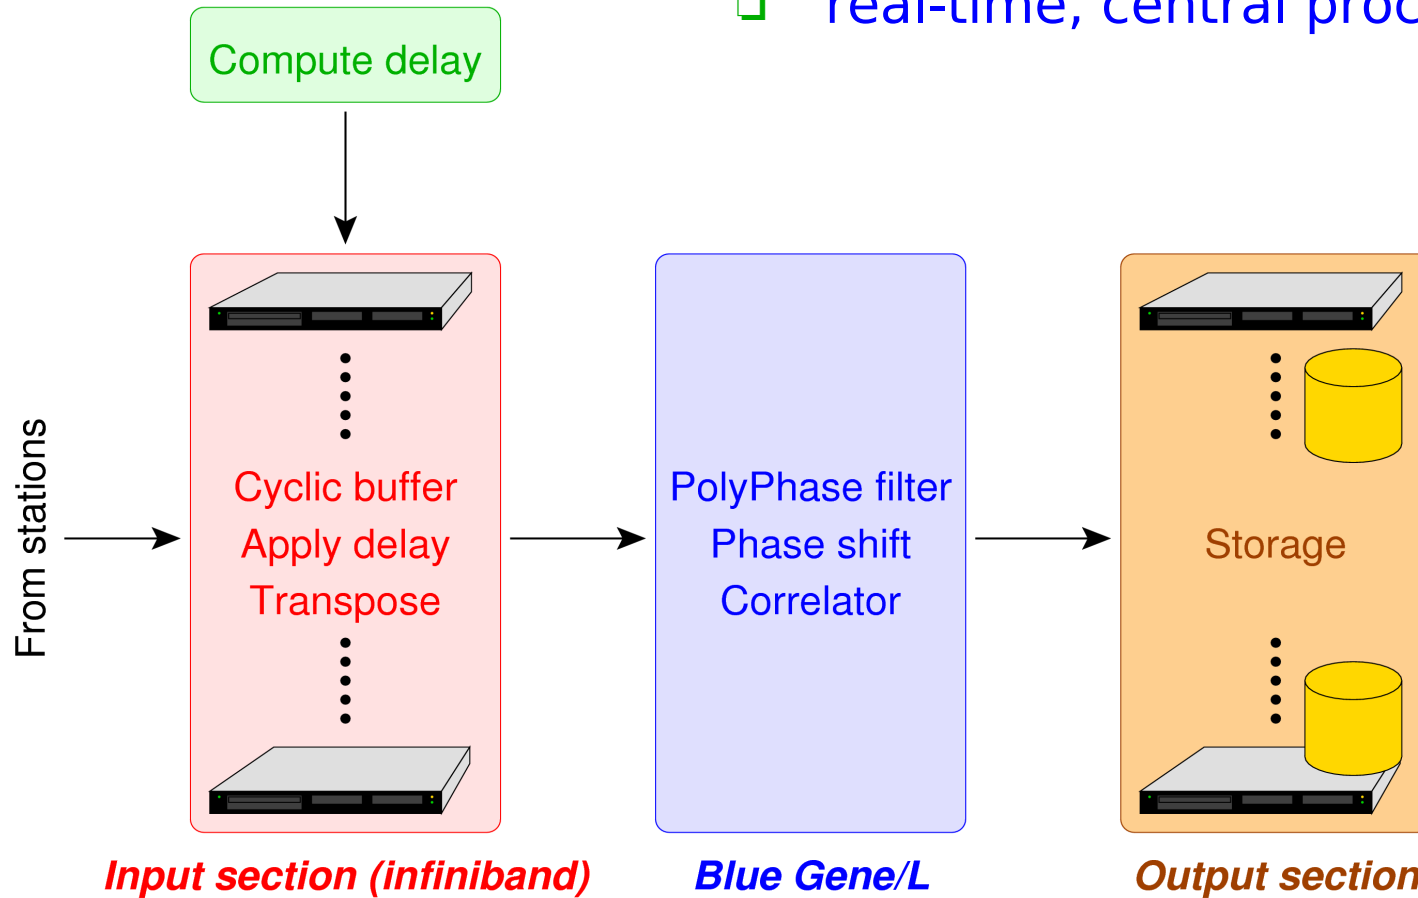 real-time, central
Compute delay
From stations
Cyclic buffer
Apply delay
Transpose
PolyPhase filter
Phase shift
Correlator
Storage
Input section (infiniband)
Blue Gene/L
Output section